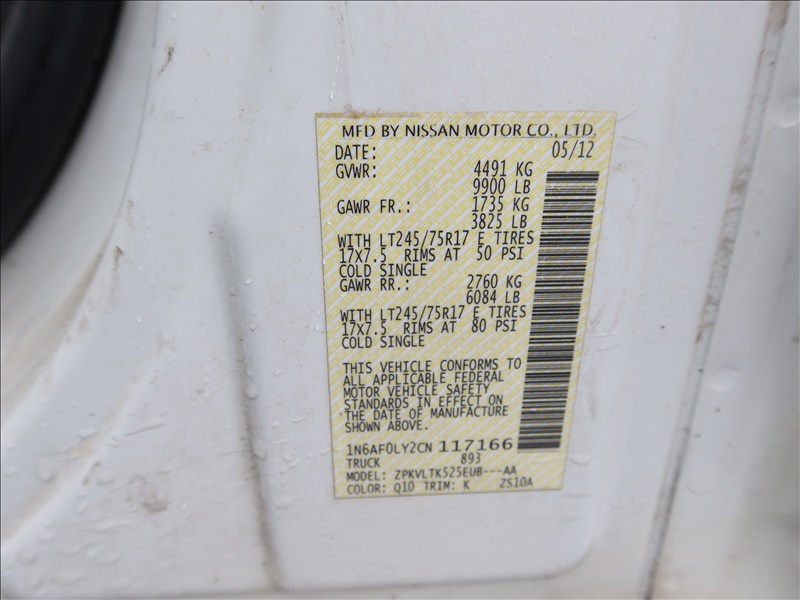 MFD BY NISSAN MOTOR CO., LTD.
DATE: 05/12
GVWR: 4491 KG
9900 LB
GAWR FR.: 1735 KG
3825 LB
WITH LT245/75R17 E TIRES
17X7.5 RIMS AT 50 PSI
COLD SINGLE
GAWR RR.: 2760 KG
6084 LB
WITH LT245/75R17 E TIRES
17X7.5 RIMS AT 80 PSI
COLD SINGLE
THIS VEHICLE CONFORMS TO
ALL APPLICABLE FEDERAL
MOTOR VEHICLE SAFETY
STANDARDS IN EFFECT ON
THE DATE OF MANUFACTURE
SHOWN ABOVE.
1N6AF0LY2CN 117166
TRUCK 893
MODEL: ZPKVLTK525EUB---AA
COLOR: Q10 TRIM: K ZS10A